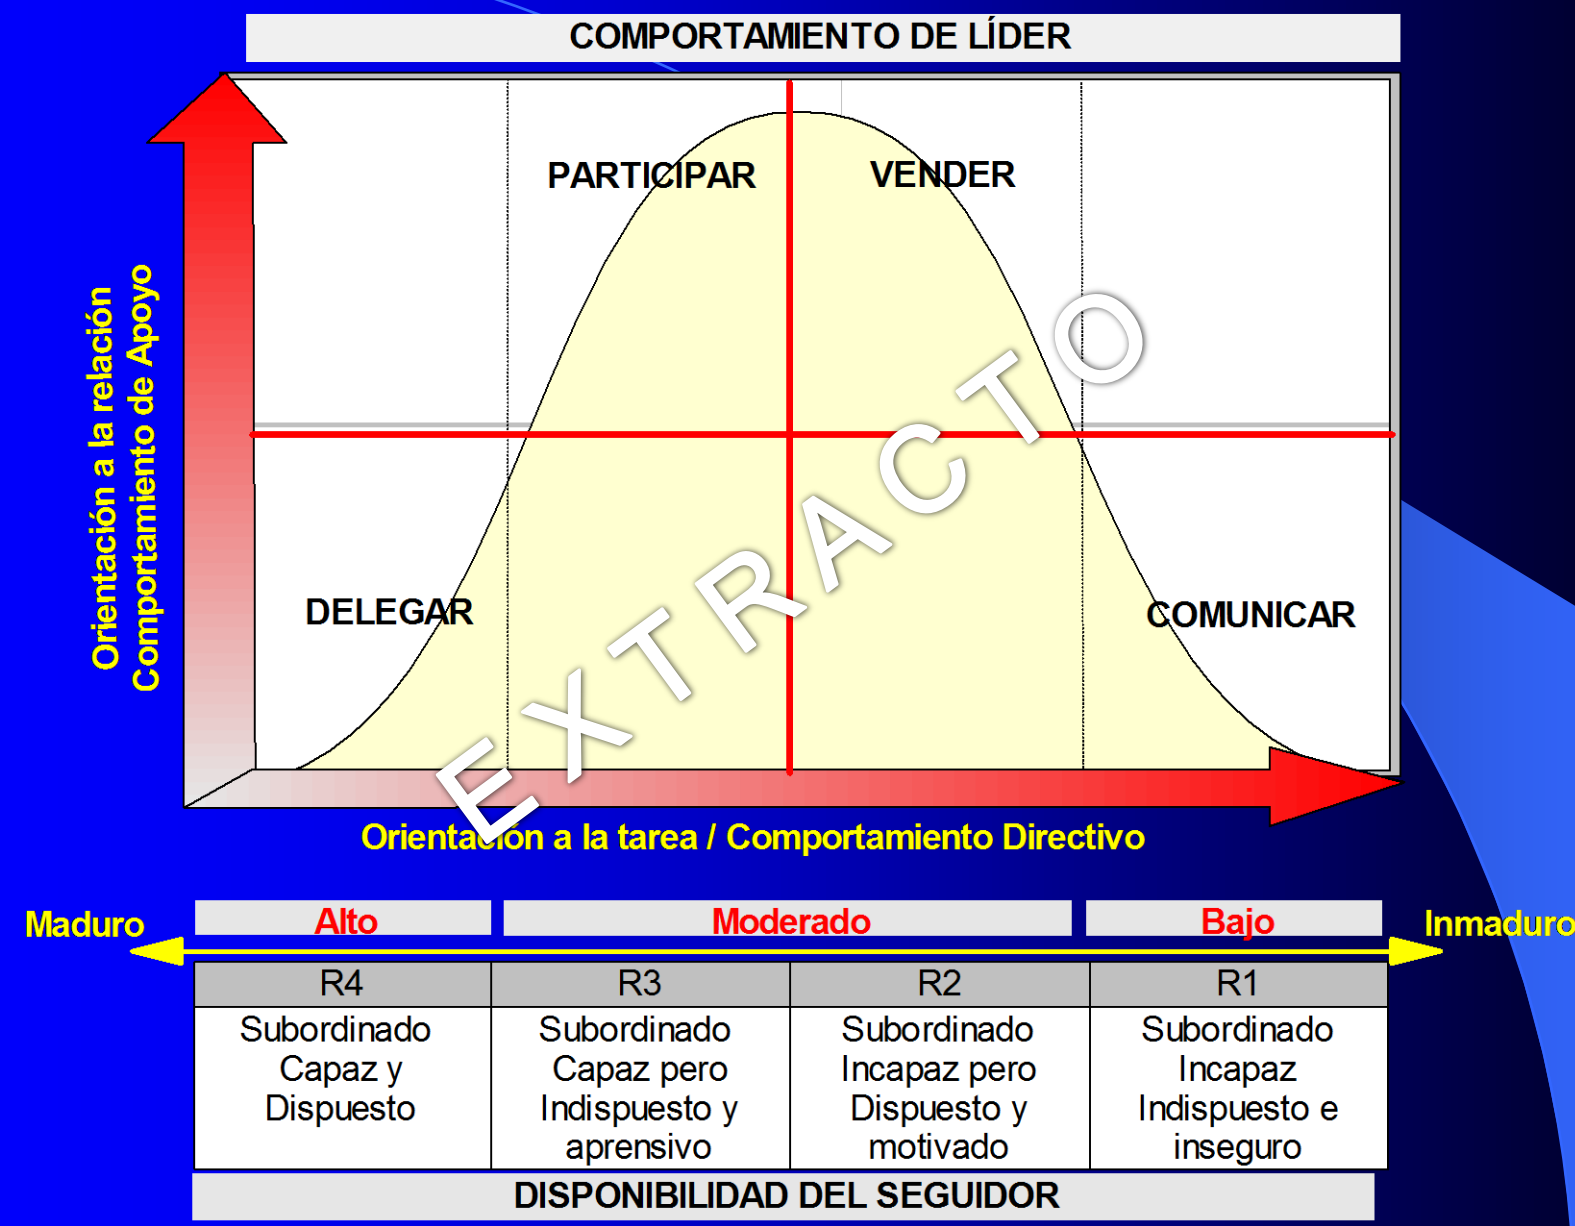 COMPORTAMIENTO DE LÍDER
PARTICIPAR
VENDER
DELEGAR
COMUNICAR
EXTRACTO
Orientación a la relación
Comportamiento de Apoyo
Orientación a la tarea / Comportamiento Directivo
Maduro
Alto
Moderado
Bajo
Inmaduro
R4
R3
R2
R1
Subordinado
Capaz y
Dispuesto
Subordinado
Capaz pero
Indispuesto y
aprensivo
Subordinado
Incapaz pero
Dispuesto y
motivado
Subordinado
Incapaz
Indispuesto e
inseguro
DISPONIBILIDAD DEL SEGUIDOR